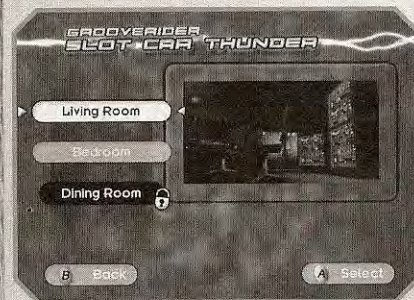 GROOVERIDER
SLOT CAR THUNDER
Living Room
Bedroom
Dining Room
B Back
A Select